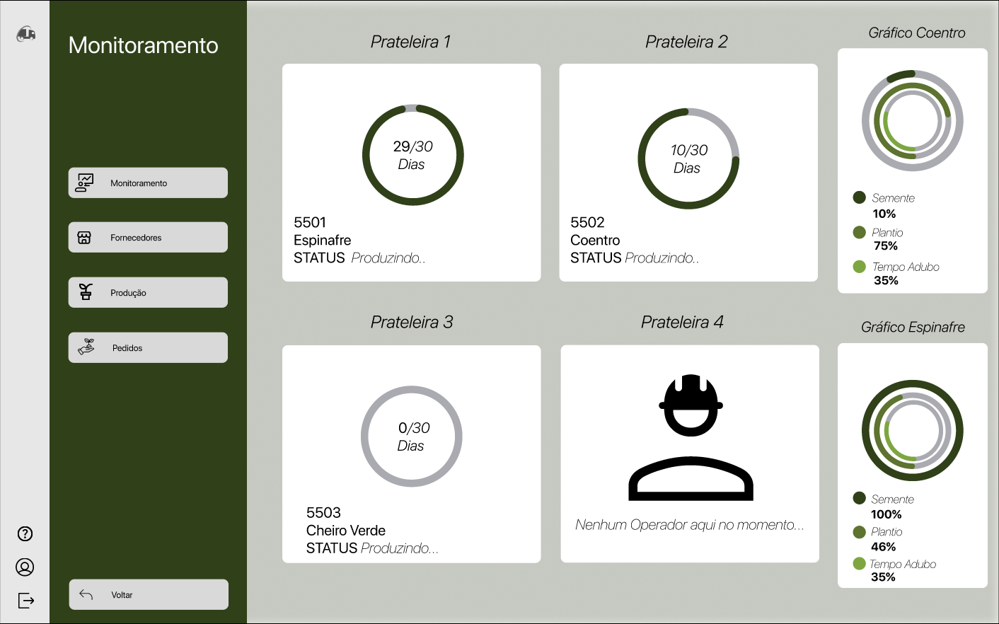 Monitoramento
Monitoramento
Fornecedores
Produção
Pedidos
Voltar
Prateleira 1
29/30
Dias
5501
Espinafre
STATUS Produzindo..
Prateleira 2
10/30
Dias
5502
Coentro
STATUS Produzindo..
Prateleira 3
0/30
Dias
5503
Cheiro Verde
STATUS Produzindo...
Prateleira 4
Nenhum Operador aqui no momento...
Gráfico Coentro
Semente
10%
Plantio
75%
Tempo Adubo
35%
Gráfico Espinafre
Semente
100%
Plantio
46%
Tempo Adubo
35%